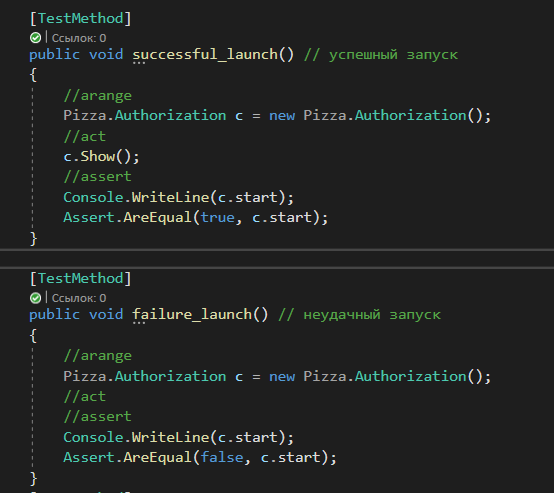 [TestMethod]
Ссылок: 0
public void successful_launch() // успешный запуск
{
//arange
Pizza.Authorization c = new Pizza.Authorization();
//act
c.Show();
//assert
Console.WriteLine(c.start);
Assert.AreEqual(true, c.start);
}
[TestMethod]
Ссылок: 0
public void failure_launch() // неудачный запуск
{
//arange
Pizza.Authorization c = new Pizza.Authorization();
//act
//assert
Console.WriteLine(c.start);
Assert.AreEqual(false, c.start);
}